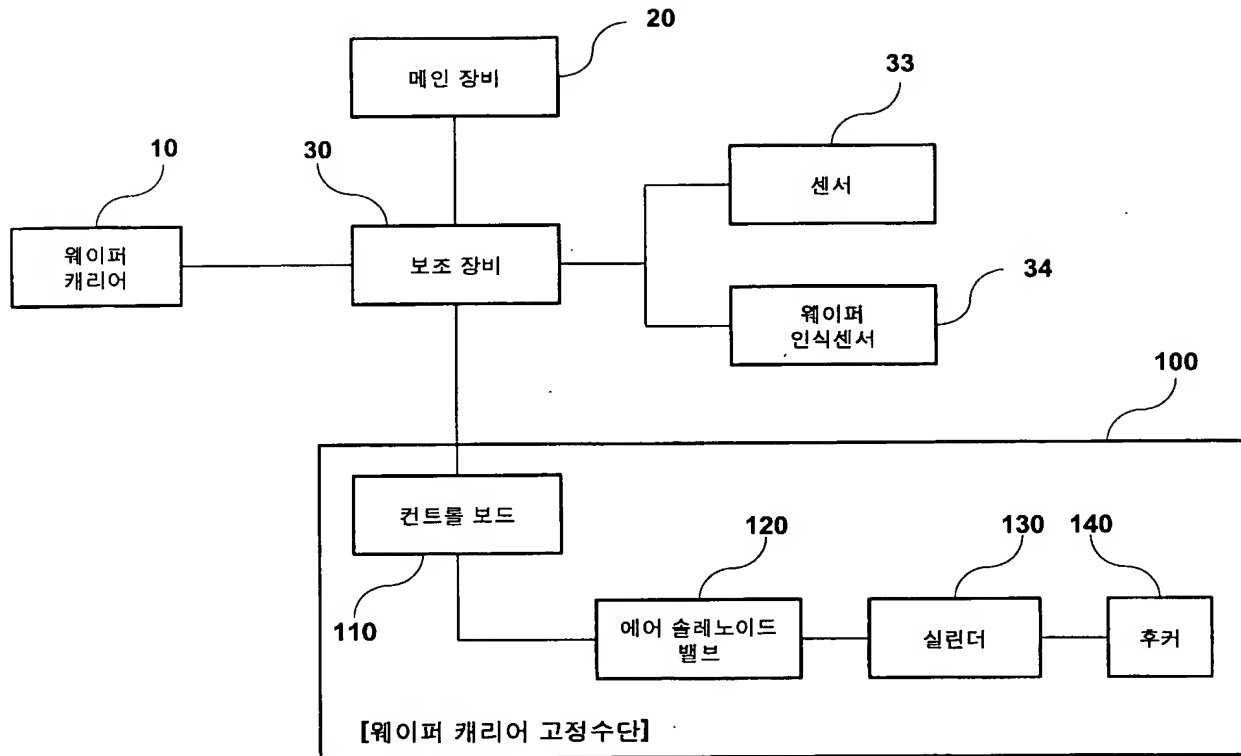 20
메인 장비
33
센서
10
30
웨이퍼
캐리어
보조 장비
34
웨이퍼
인식센서
100
컨트롤 보드
110
120
130
140
에어 솔레노이드
밸브
실린더
후커
[웨이퍼 캐리어 고정수단]